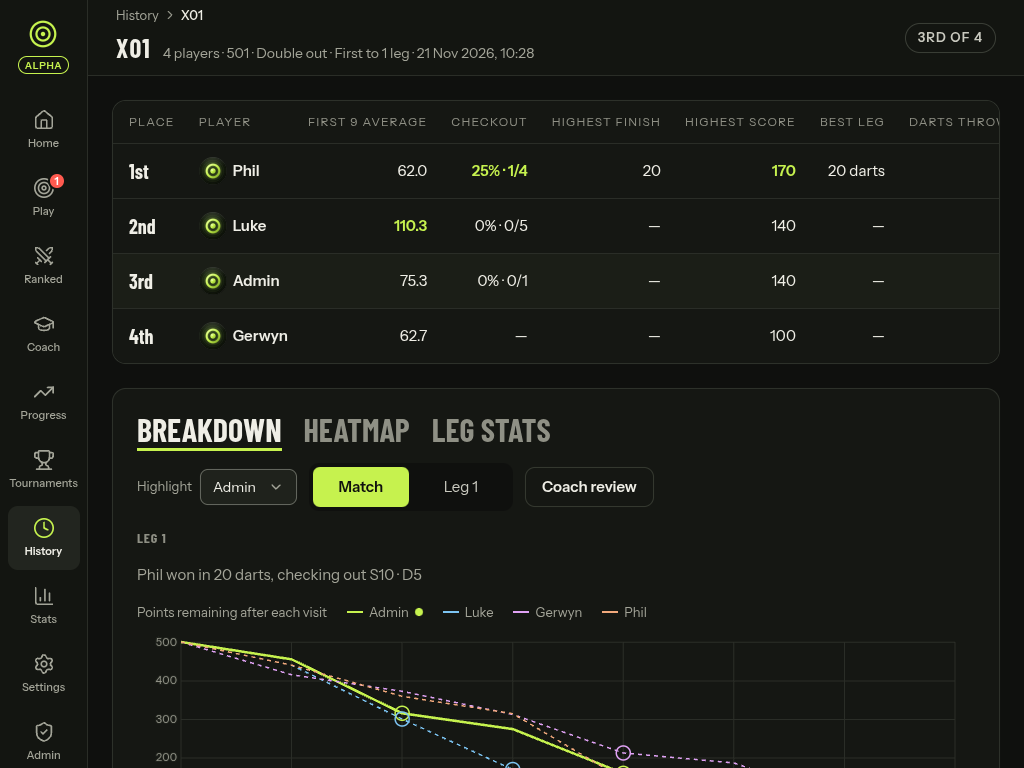 History > X01
X01 4 players · 501 · Double out · First to 1 leg · 21 Nov 2026, 10:28
3RD OF 4
ALPHA
Home
1
Play
Ranked
Coach
Progress
Tournaments
History
Stats
Settings
Admin
PLACE PLAYER FIRST 9 AVERAGE CHECKOUT HIGHEST FINISH HIGHEST SCORE BEST LEG DARTS THROW
1st Phil 62.0 25% · 1/4 20 170 20 darts
2nd Luke 110.3 0% · 0/5 — 140 —
3rd Admin 75.3 0% · 0/1 — 140 —
4th Gerwyn 62.7 — — 100 —
BREAKDOWN HEATMAP LEG STATS
Highlight Admin Match Leg 1 Coach review
LEG 1
Phil won in 20 darts, checking out S10 · D5
Points remaining after each visit Admin Luke Gerwyn Phil
500
400
300
200